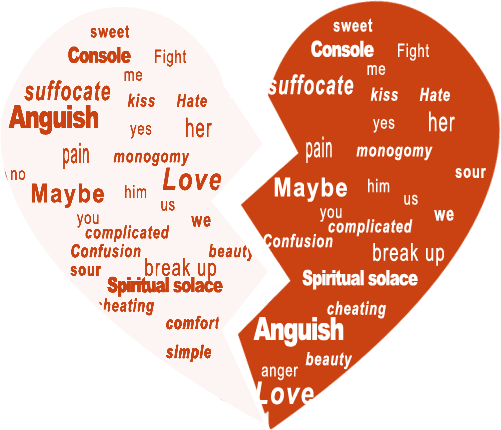 sweet
Console Fight
me
suffocate
kiss Hate
Anguish
yes her
pain monogomy
no
Love
Maybe him
us
you we
complicated
Confusion beauty
sour break up
Spiritual solace
cheating
comfort
simple
sweet
Console Fight
me
suffocate
kiss Hate
yes her
pain monogomy
sour
Maybe him
us
you we
complicated
Confusion
break up
Spiritual solace
cheating
Anguish
beauty
anger
Love